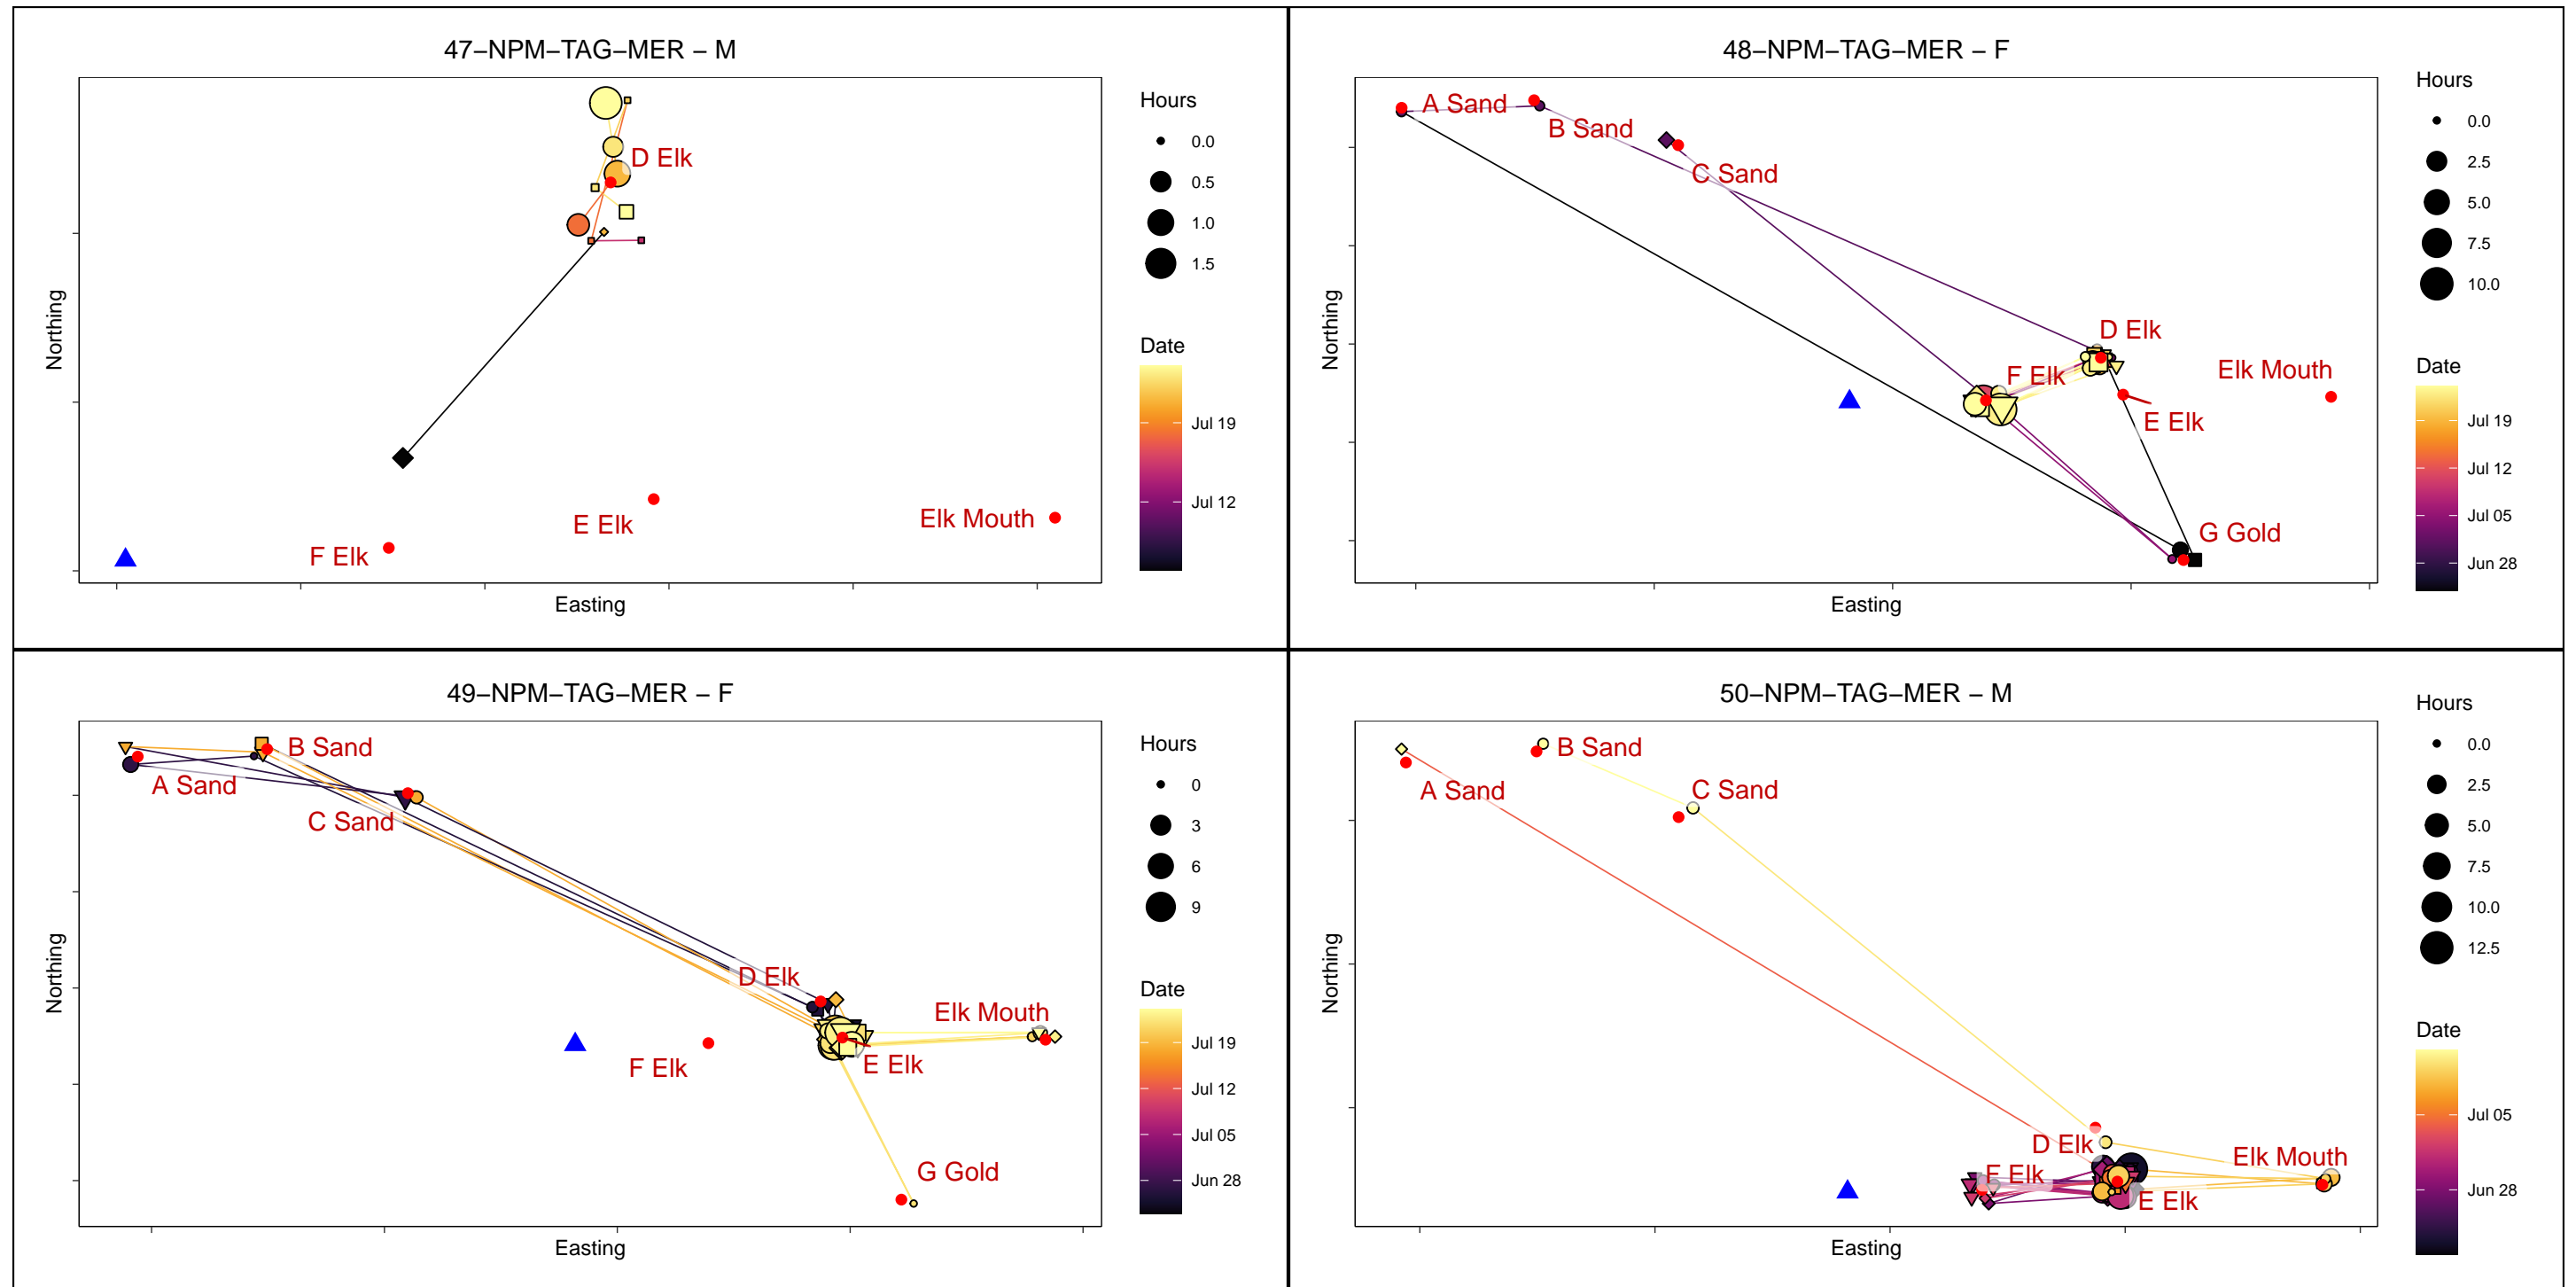 47–NPM–TAG–MER – M
D Elk
E Elk
Elk Mouth
F Elk
Northing
Easting
Hours
0.0
0.5
1.0
1.5
Date
Jul 19
Jul 12
48–NPM–TAG–MER – F
A Sand
B Sand
C Sand
D Elk
F Elk
Elk Mouth
E Elk
G Gold
Northing
Easting
Hours
0.0
2.5
5.0
7.5
10.0
Date
Jul 19
Jul 12
Jul 05
Jun 28
49–NPM–TAG–MER – F
B Sand
A Sand
C Sand
D Elk
Elk Mouth
F Elk
E Elk
G Gold
Northing
Easting
Hours
0
3
6
9
Date
Jul 19
Jul 12
Jul 05
Jun 28
50–NPM–TAG–MER – M
B Sand
A Sand
C Sand
D Elk
Elk Mouth
F Elk
E Elk
Northing
Easting
Hours
0.0
2.5
5.0
7.5
10.0
12.5
Date
Jul 05
Jun 28